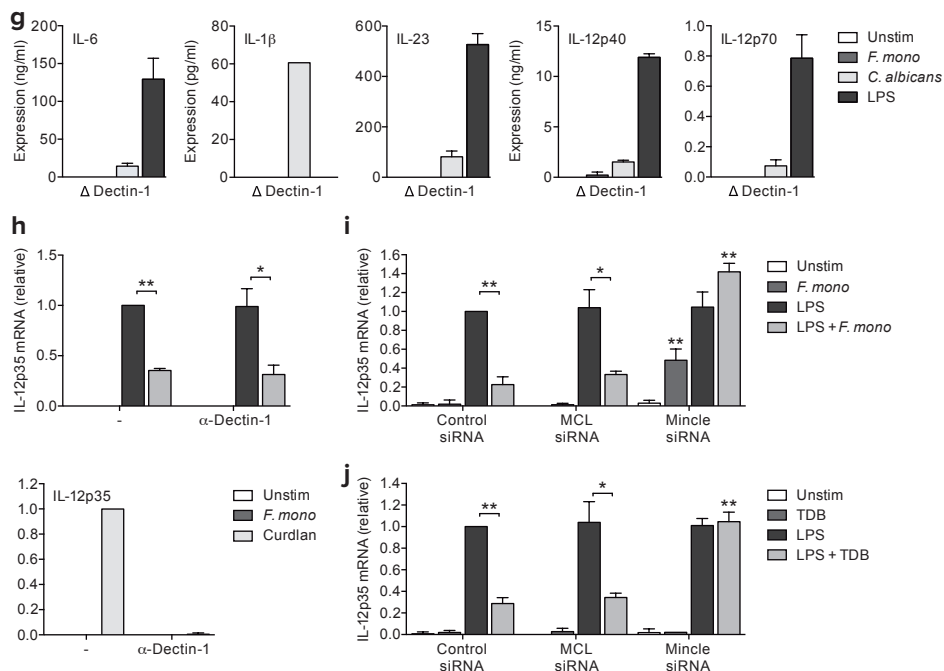 g
IL-6
Expression (ng/ml)
200
150
100
50
0
Δ Dectin-1
IL-1β
Expression (pg/ml)
80
60
40
20
0
Δ Dectin-1
IL-23
600
400
200
0
Δ Dectin-1
IL-12p40
Expression (ng/ml)
15
10
5
0
Δ Dectin-1
IL-12p70
1.0
0.8
0.6
0.4
0.2
0.0
Δ Dectin-1
Unstim
F. mono
C. albicans
LPS
h
IL-12p35 mRNA (relative)
1.5
1.0
0.5
0.0
**
*
-
α-Dectin-1
i
IL-12p35 mRNA (relative)
1.6
1.4
1.2
1.0
0.8
0.6
0.4
0.2
0.0
**
*
**
**
Control
siRNA
MCL
siRNA
Mincle
siRNA
Unstim
F. mono
LPS
LPS + F. mono
IL-12p35
1.2
1.0
0.8
0.6
0.4
0.2
0.0
-
α-Dectin-1
Unstim
F. mono
Curdlan
j
IL-12p35 mRNA (relative)
1.4
1.2
1.0
0.8
0.6
0.4
0.2
0.0
**
*
**
Control
siRNA
MCL
siRNA
Mincle
siRNA
Unstim
TDB
LPS
LPS + TDB